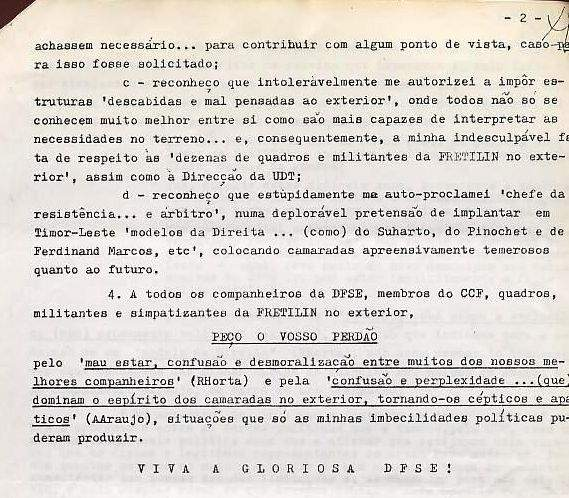 - 2 -
achassem necessário... para contribuir com algum ponto de vista, caso
ra isso fosse solicitado;
c - reconheço que intoleràvelmente me autorizei a impôr es-
truturas 'descabidas e mal pensadas ao exterior', onde todos não só se
conhecem muito melhor entre si como são mais capazes de interpretar as
necessidades no terreno... e, consequentemente, a minha indesculpável fa
ta de respeito às 'dezenas de quadros e militantes da FRETILIN no exte-
rior', assim como à Direcção da UDT;
d - reconheço que estùpidamente me auto-proclamei 'chefe da
resistência... e árbitro', numa deplorável pretensão de implantar em
Timor-Leste 'modelos da Direita ... (como) do Suharto, do Pinochet e de
Ferdinand Marcos, etc', colocando camaradas apreensivamente temerosos
quanto ao futuro.
4. A todos os companheiros da DFSE, membros do CCF, quadros,
militantes e simpatizantes da FRETILIN no exterior,
PEÇO O VOSSO PERDÃO
pelo 'mau estar, confusão e desmoralização entre muitos dos nossos me-
lhores companheiros' (RHorta) e pela 'confusão e perplexidade ...(que)
dominam o espírito dos camaradas no exterior, tornando-os cépticos e apá
ticos' (AAraujo), situações que só as minhas imbecilidades políticas pu-
deram produzir.
V I V A A G L O R I O S A D F S E !